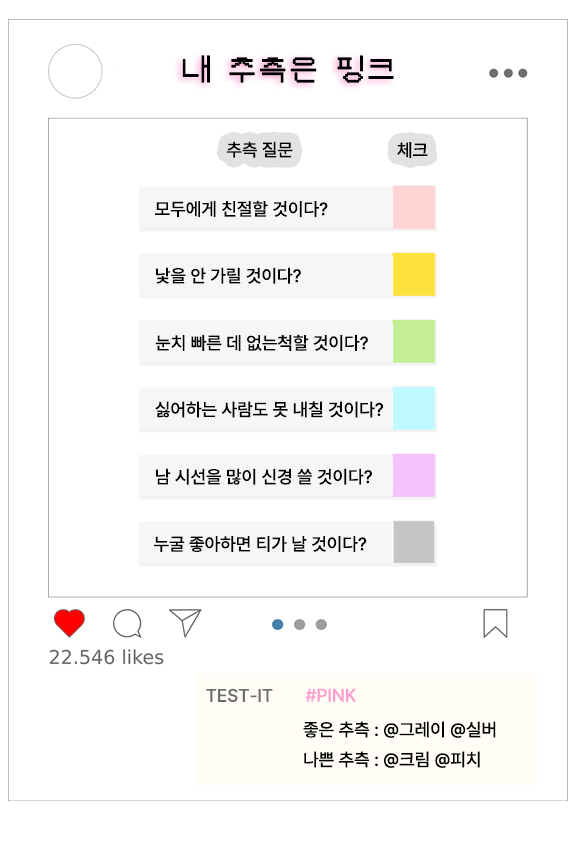 내 추측은 핑크
추측 질문 체크
모두에게 친절할 것이다?
낯을 안 가릴 것이다?
눈치 빠른 데 없는척할 것이다?
싫어하는 사람도 못 내칠 것이다?
남 시선을 많이 신경 쓸 것이다?
누굴 좋아하면 티가 날 것이다?
22.546 likes
TEST-IT #PINK
좋은 추측 : @그레이 @실버
나쁜 추측 : @크림 @피치